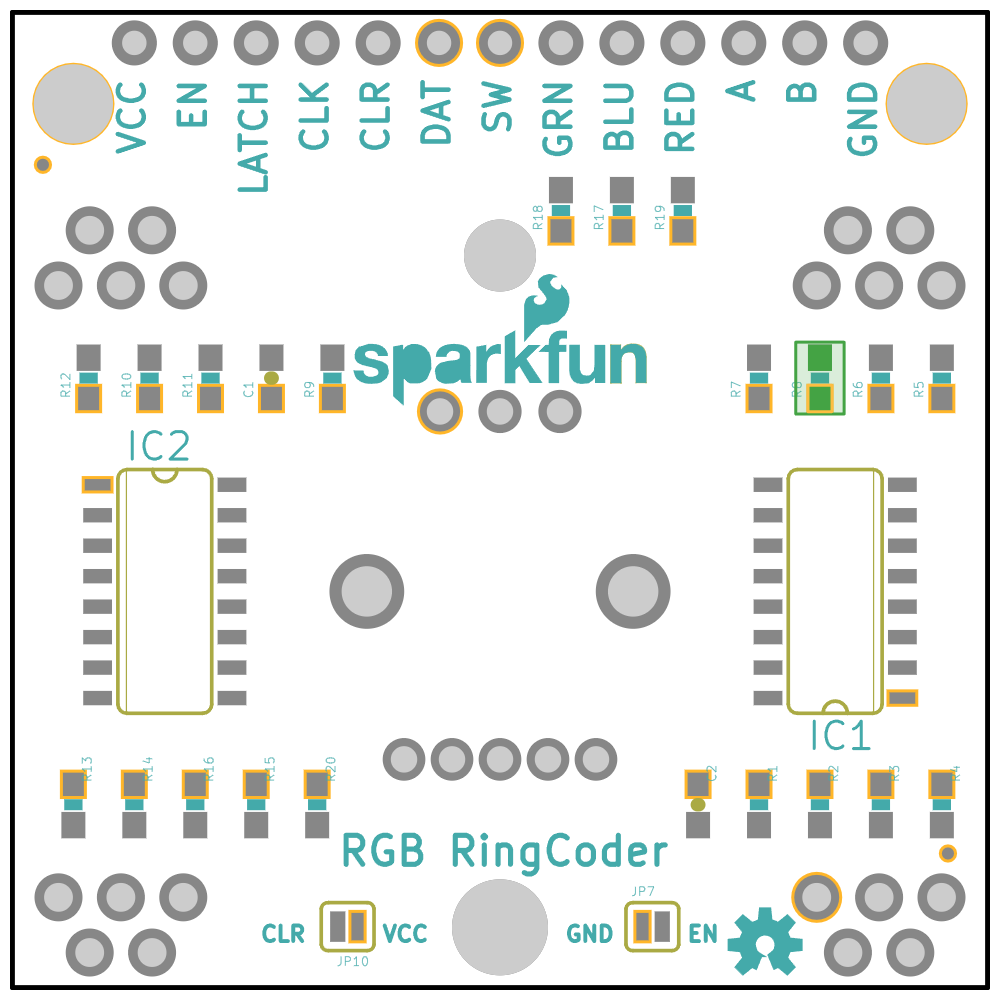 VCC EN LATCH CLK CLR DAT SW GRN BLU RED A B GND
R18 R17 R19
sparkfun
R12 R10 R11 C1 R9 R7 R8 R6 R5
IC2
IC1
R13 R14 R16 R15 R20 C2 R1 R2 R3 R4
RGB RingCoder
JP7
CLR VCC GND EN
JP10